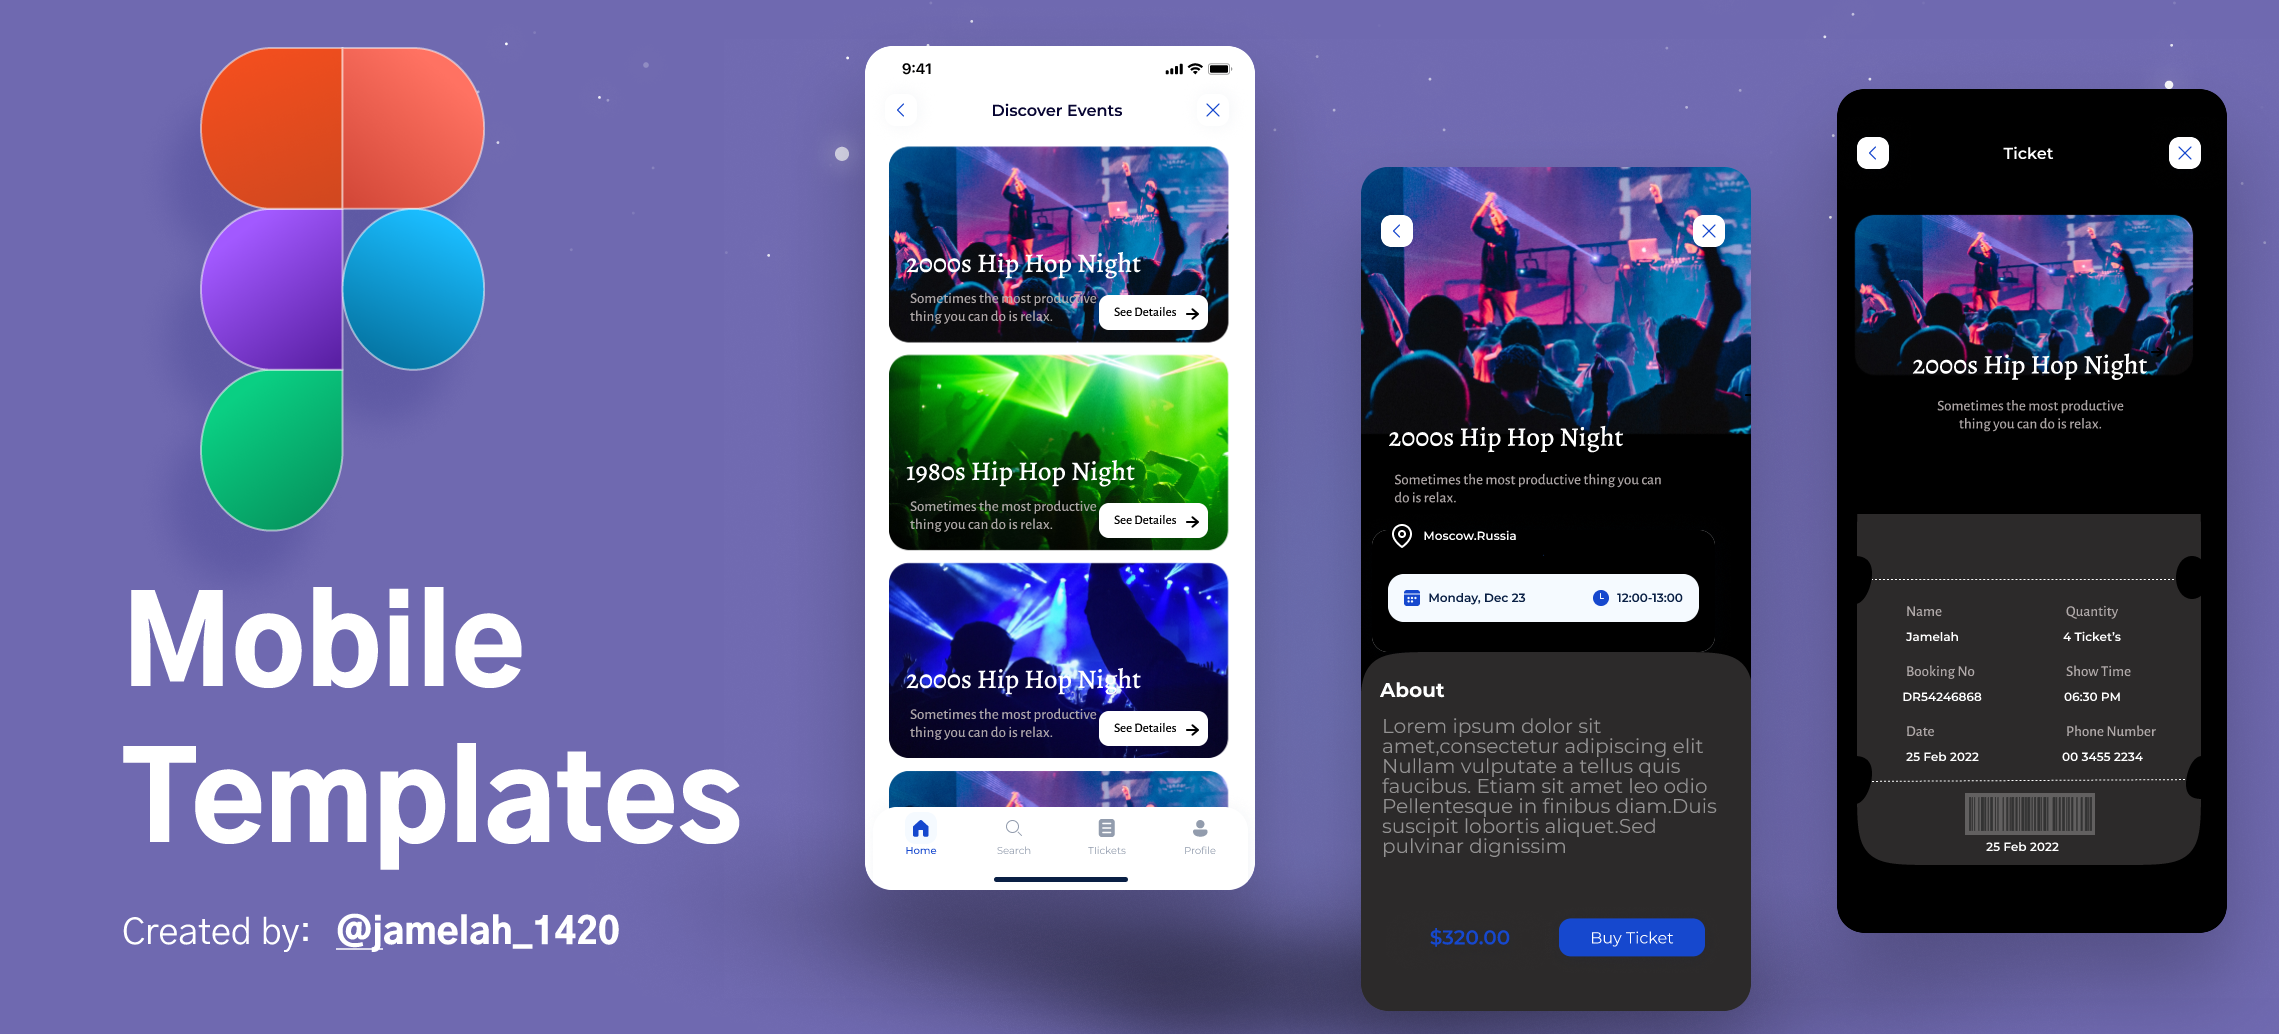 Mobile
Templates
Created by: @jamelah_1420
9:41
Discover Events
2000s Hip Hop Night
Sometimes the most productive
thing you can do is relax.
See Detailes
1980s Hip Hop Night
Sometimes the most productive
thing you can do is relax.
See Detailes
2000s Hip Hop Night
Sometimes the most productive
thing you can do is relax.
See Detailes
Home Search TIickets Profile
2000s Hip Hop Night
Sometimes the most productive thing you can
do is relax.
Moscow.Russia
Monday, Dec 23 12:00-13:00
About
Lorem ipsum dolor sit
amet,consectetur adipiscing elit
Nullam vulputate a tellus quis
faucibus. Etiam sit amet leo odio
Pellentesque in finibus diam.Duis
suscipit lobortis aliquet.Sed
pulvinar dignissim
$320.00 Buy Ticket
Ticket
2000s Hip Hop Night
Sometimes the most productive
thing you can do is relax.
Name Quantity
Jamelah 4 Ticket's
Booking No Show Time
DR54246868 06:30 PM
Date Phone Number
25 Feb 2022 00 3455 2234
25 Feb 2022